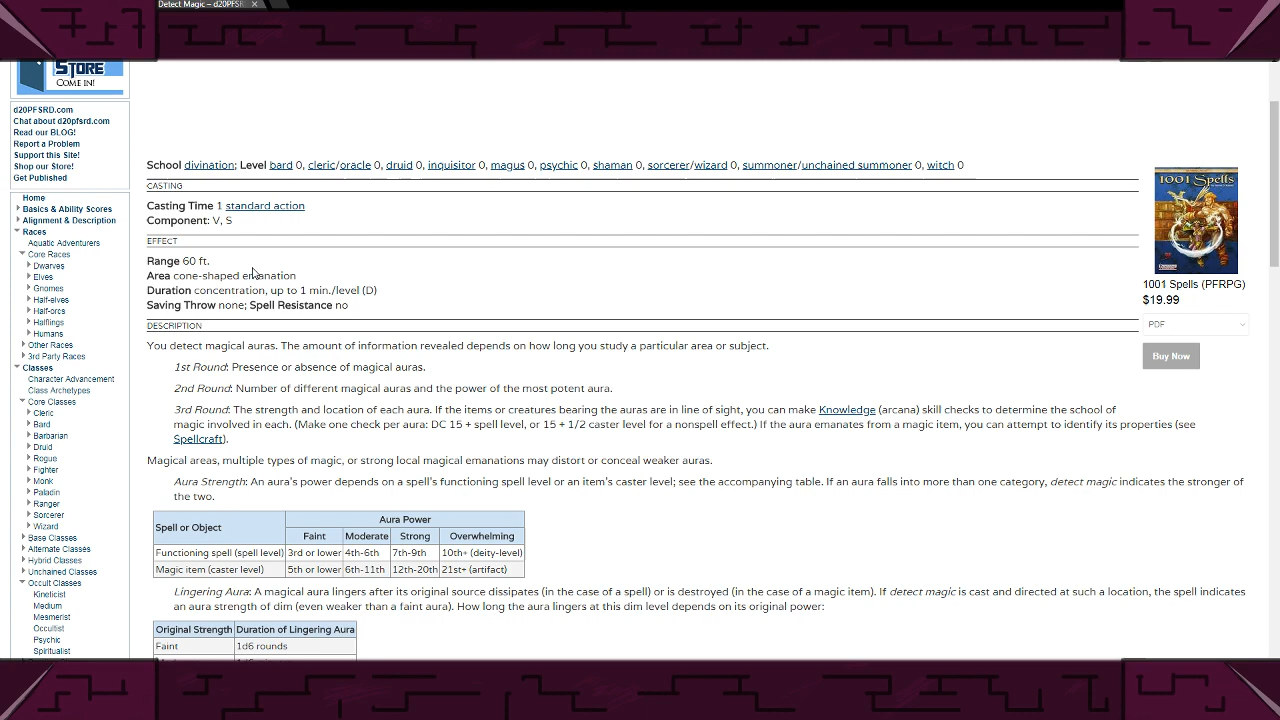 Detect Magic – d20PFSR
STORE
COME IN!
d20PFSRD.com
Chat about d20pfsrd.com
Read our BLOG!
Report a Problem
Support this Site!
Shop our Store!
Get Published
Home
Basics & Ability Scores
Alignment & Description
Races
Aquatic Adventurers
Core Races
Dwarves
Elves
Gnomes
Half-elves
Half-orcs
Halflings
Humans
Other Races
3rd Party Races
Classes
Character Advancement
Class Archetypes
Core Classes
Cleric
Bard
Barbarian
Druid
Rogue
Fighter
Monk
Paladin
Ranger
Sorcerer
Wizard
Base Classes
Alternate Classes
Hybrid Classes
Unchained Classes
Occult Classes
Kineticist
Medium
Mesmerist
Occultist
Psychic
Spiritualist
School divination; Level bard 0, cleric/oracle 0, druid 0, inquisitor 0, magus 0, psychic 0, shaman 0, sorcerer/wizard 0, summoner/unchained summoner 0, witch 0
CASTING
Casting Time 1 standard action
Component: V, S
EFFECT
Range 60 ft.
Area cone-shaped emanation
Duration concentration, up to 1 min./level (D)
Saving Throw none; Spell Resistance no
DESCRIPTION
You detect magical auras. The amount of information revealed depends on how long you study a particular area or subject.
1st Round: Presence or absence of magical auras.
2nd Round: Number of different magical auras and the power of the most potent aura.
3rd Round: The strength and location of each aura. If the items or creatures bearing the auras are in line of sight, you can make Knowledge (arcana) skill checks to determine the school of
magic involved in each. (Make one check per aura: DC 15 + spell level, or 15 + 1/2 caster level for a nonspell effect.) If the aura emanates from a magic item, you can attempt to identify its properties (see
Spellcraft).
Magical areas, multiple types of magic, or strong local magical emanations may distort or conceal weaker auras.
Aura Strength: An aura's power depends on a spell's functioning spell level or an item's caster level; see the accompanying table. If an aura falls into more than one category, detect magic indicates the stronger of
the two.
Spell or Object Aura Power
Faint Moderate Strong Overwhelming
Functioning spell (spell level) 3rd or lower 4th-6th 7th-9th 10th+ (deity-level)
Magic item (caster level) 5th or lower 6th-11th 12th-20th 21st+ (artifact)
Lingering Aura: A magical aura lingers after its original source dissipates (in the case of a spell) or is destroyed (in the case of a magic item). If detect magic is cast and directed at such a location, the spell indicates
an aura strength of dim (even weaker than a faint aura). How long the aura lingers at this dim level depends on its original power:
Original Strength Duration of Lingering Aura
Faint 1d6 rounds
1001 Spells
1001 Spells (PFRPG)
$19.99
PDF
Buy Now